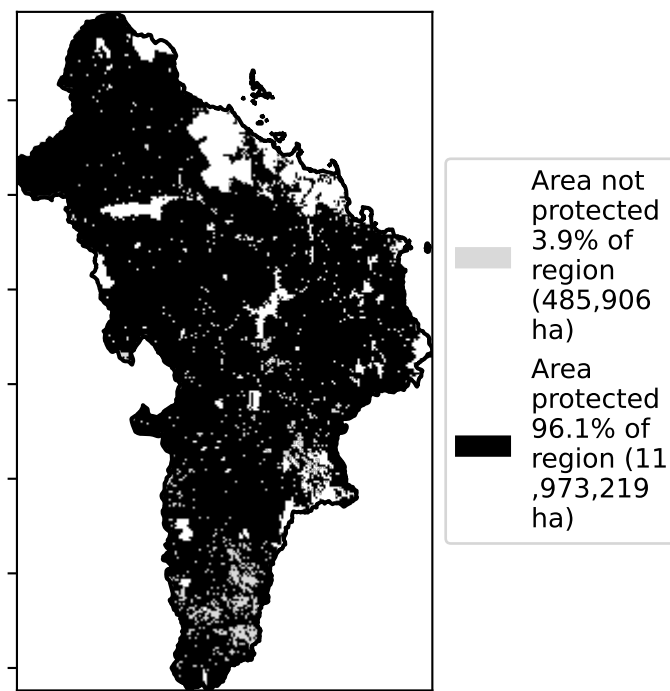 Area not
protected
3.9% of
region
(485,906
ha)
Area
protected
96.1% of
region (11
,973,219
ha)